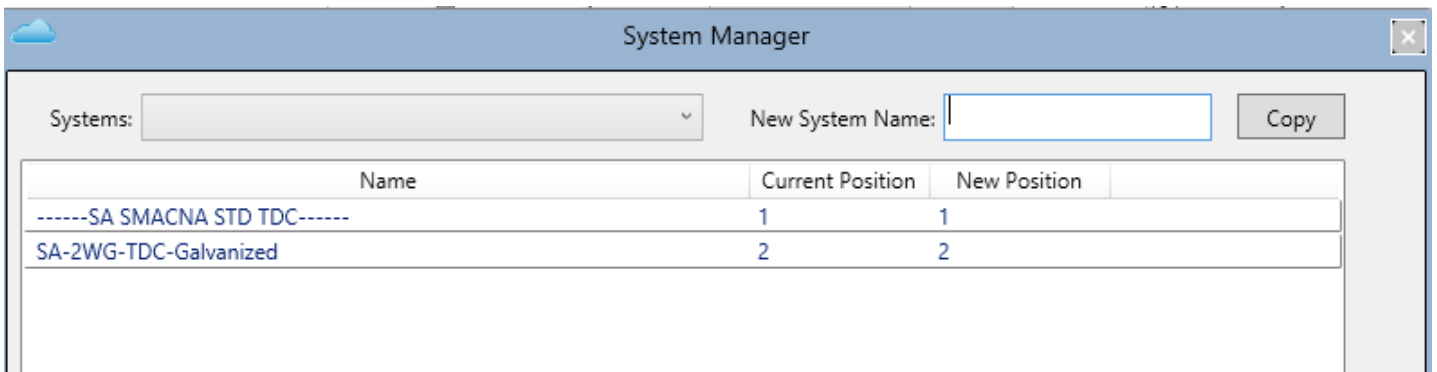 System Manager
Systems: New System Name: Copy
Name Current Position New Position
------SA SMACNA STD TDC------ 1 1
SA-2WG-TDC-Galvanized 2 2